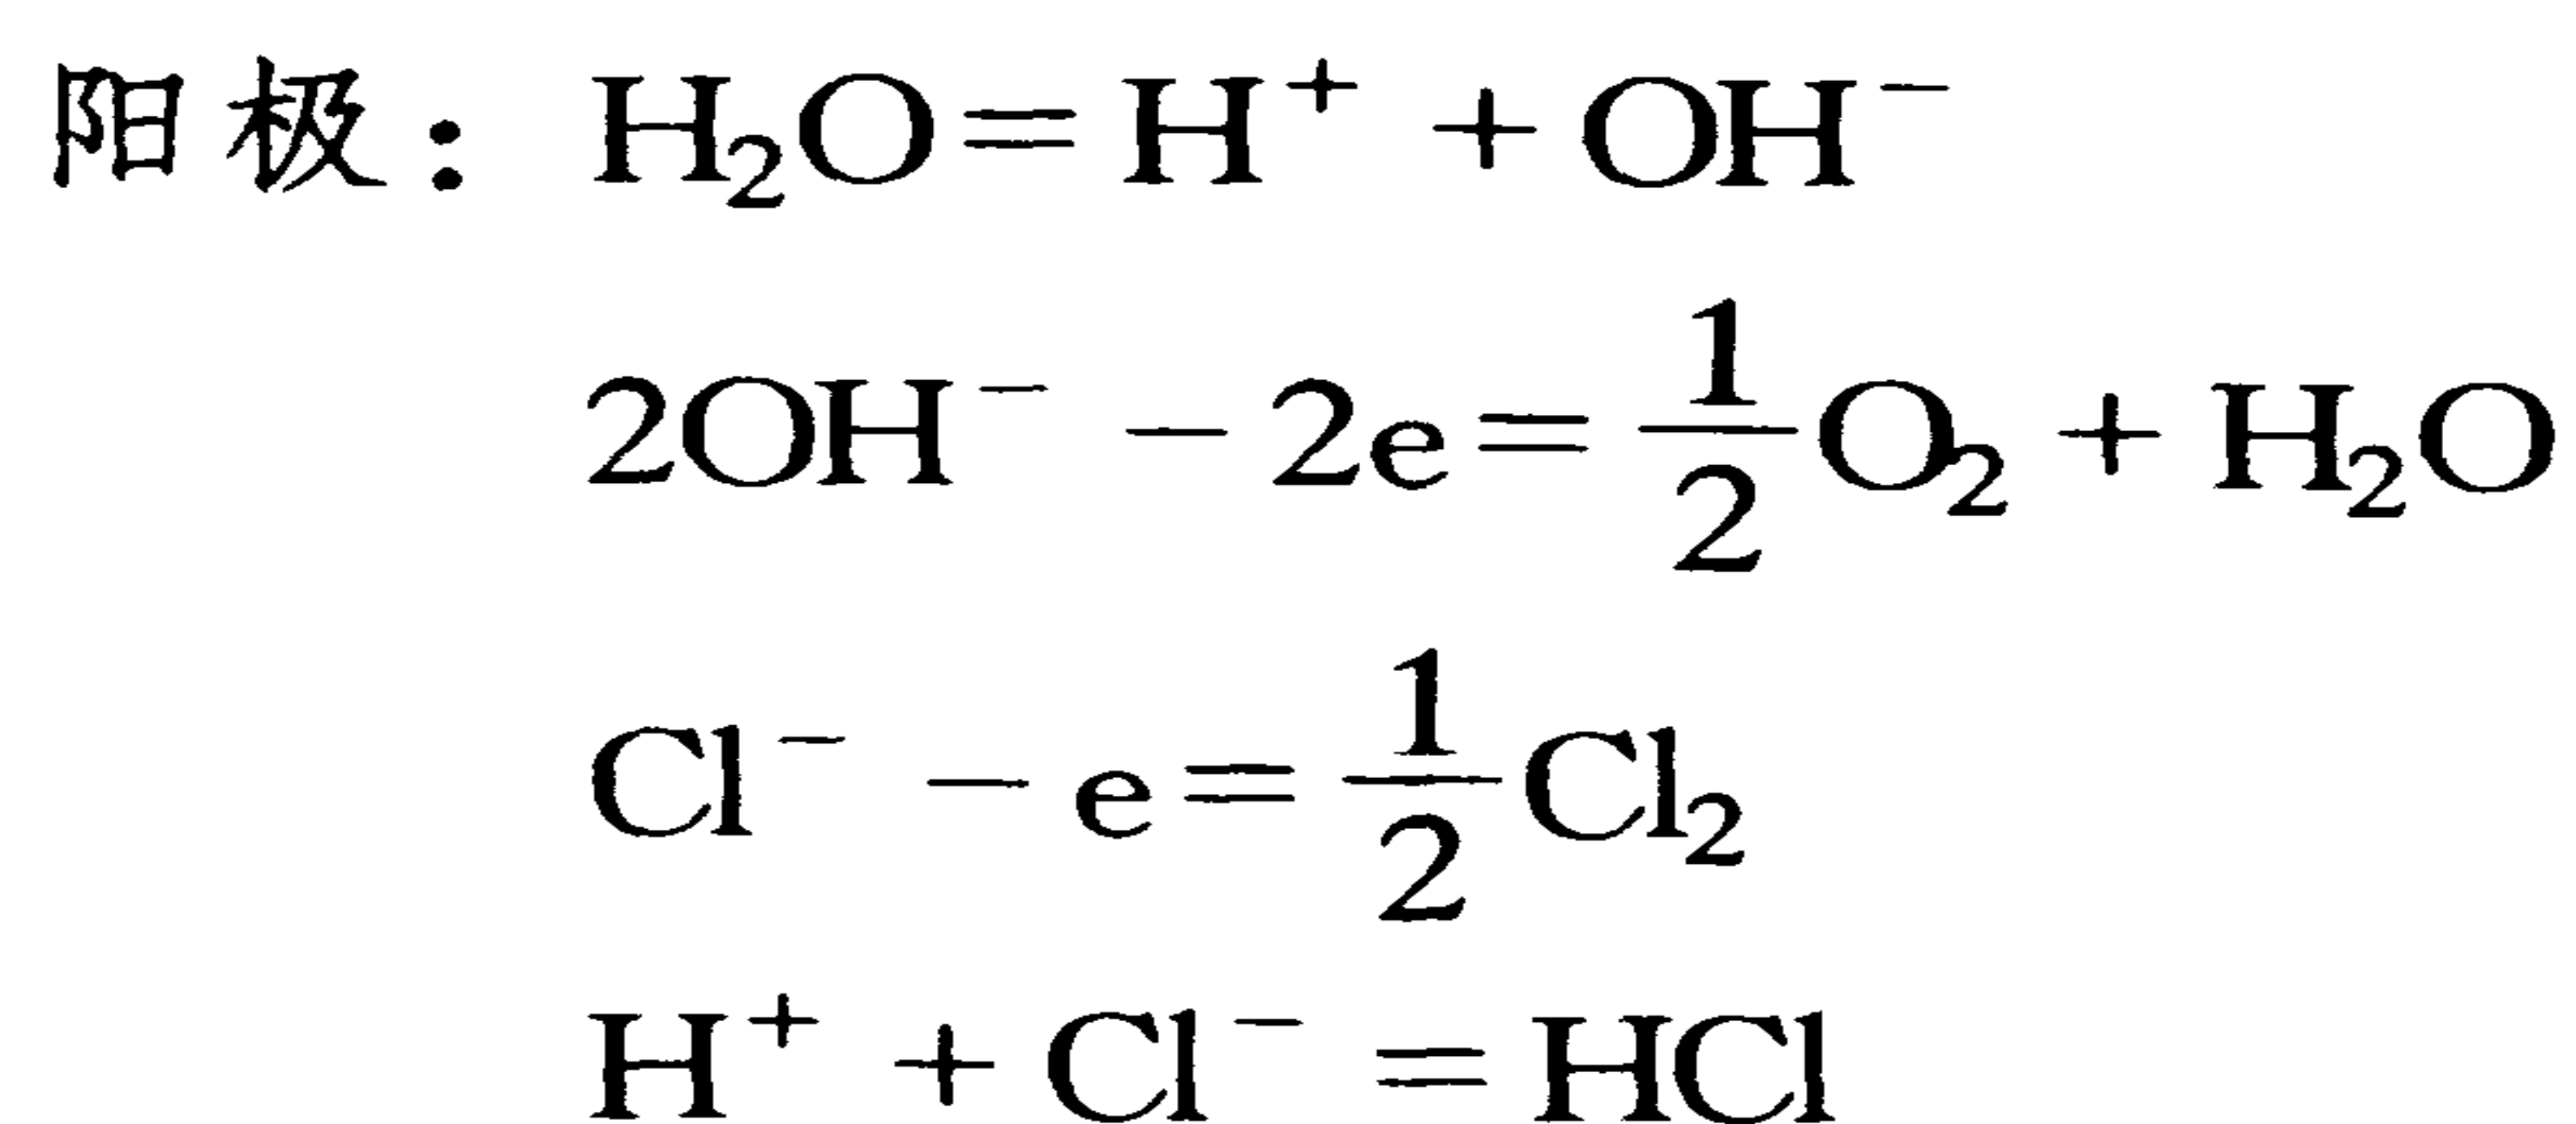 阳极：H₂O＝H⁺ + OH⁻
2OH⁻ － 2e＝½O₂ + H₂O
Cl⁻ － e＝½Cl₂
H⁺ + Cl⁻ ＝HCl